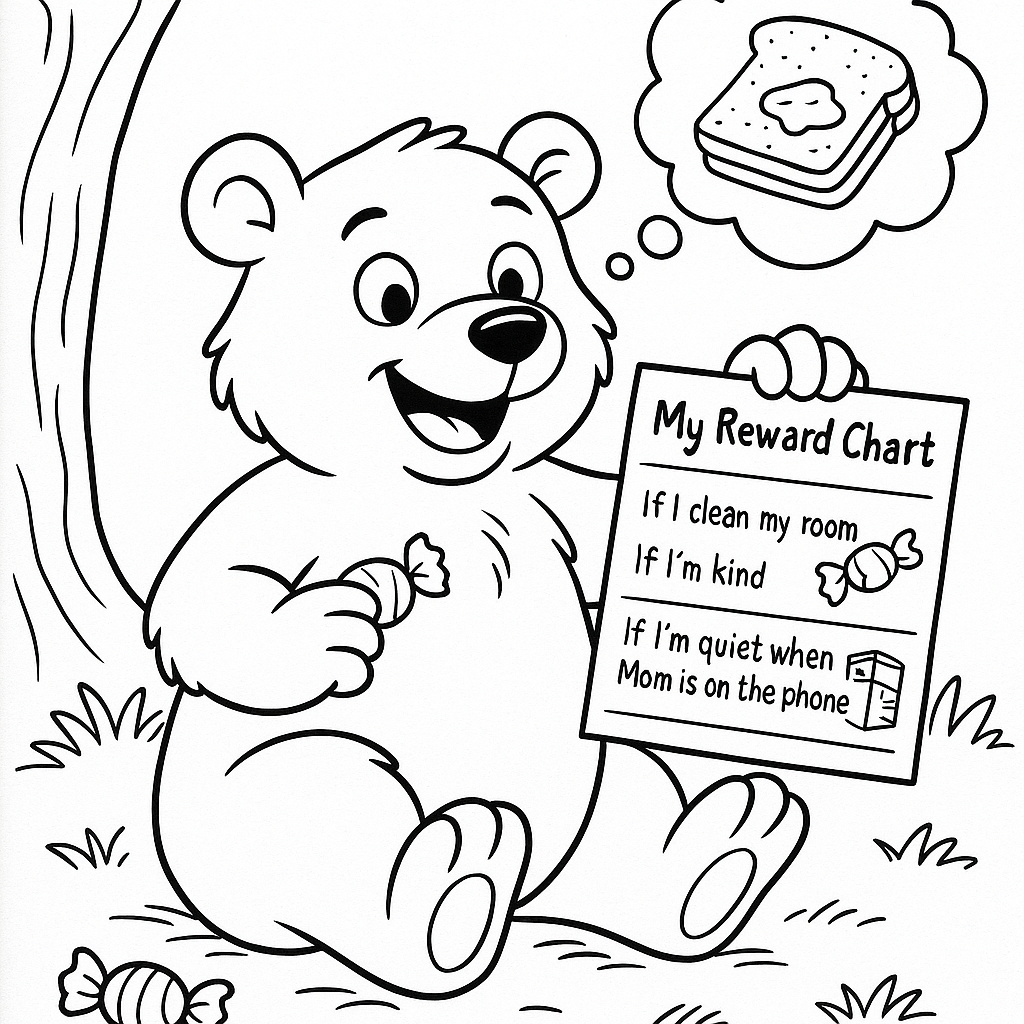 My Reward Chart
If I clean my room
If I'm kind
If I'm quiet when
Mom is on the phone